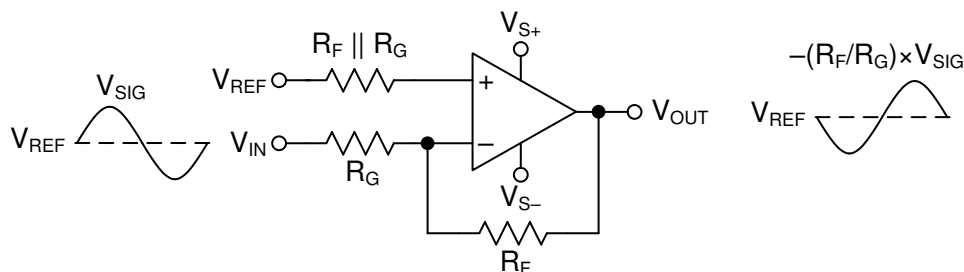 V_SIG
V_REF
R_F || R_G
V_REF
V_IN
R_G
+
−
V_S+
V_S−
V_OUT
R_F
−(R_F/R_G)×V_SIG
V_REF